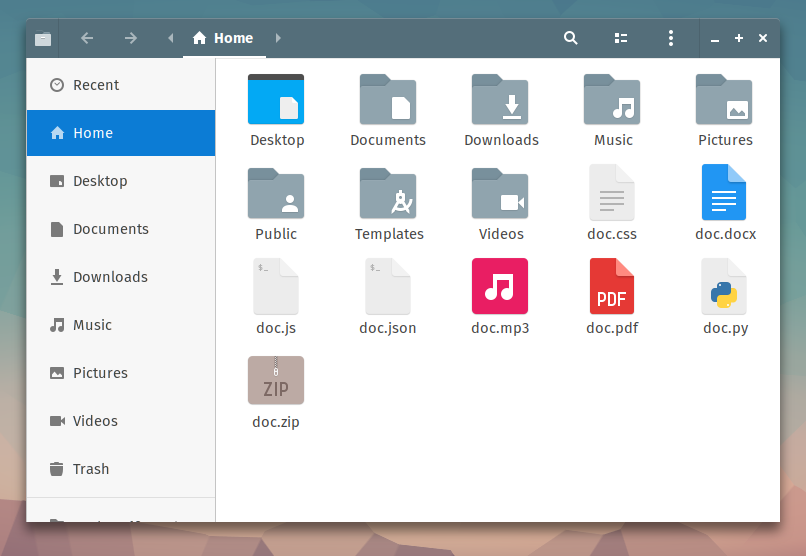 Home
Recent
Home
Desktop
Documents
Downloads
Music
Pictures
Videos
Trash
Desktop
Documents
Downloads
Music
Pictures
Public
Templates
Videos
doc.css
doc.docx
$_
$_
PDF
doc.js
doc.json
doc.mp3
doc.pdf
doc.py
ZIP
doc.zip